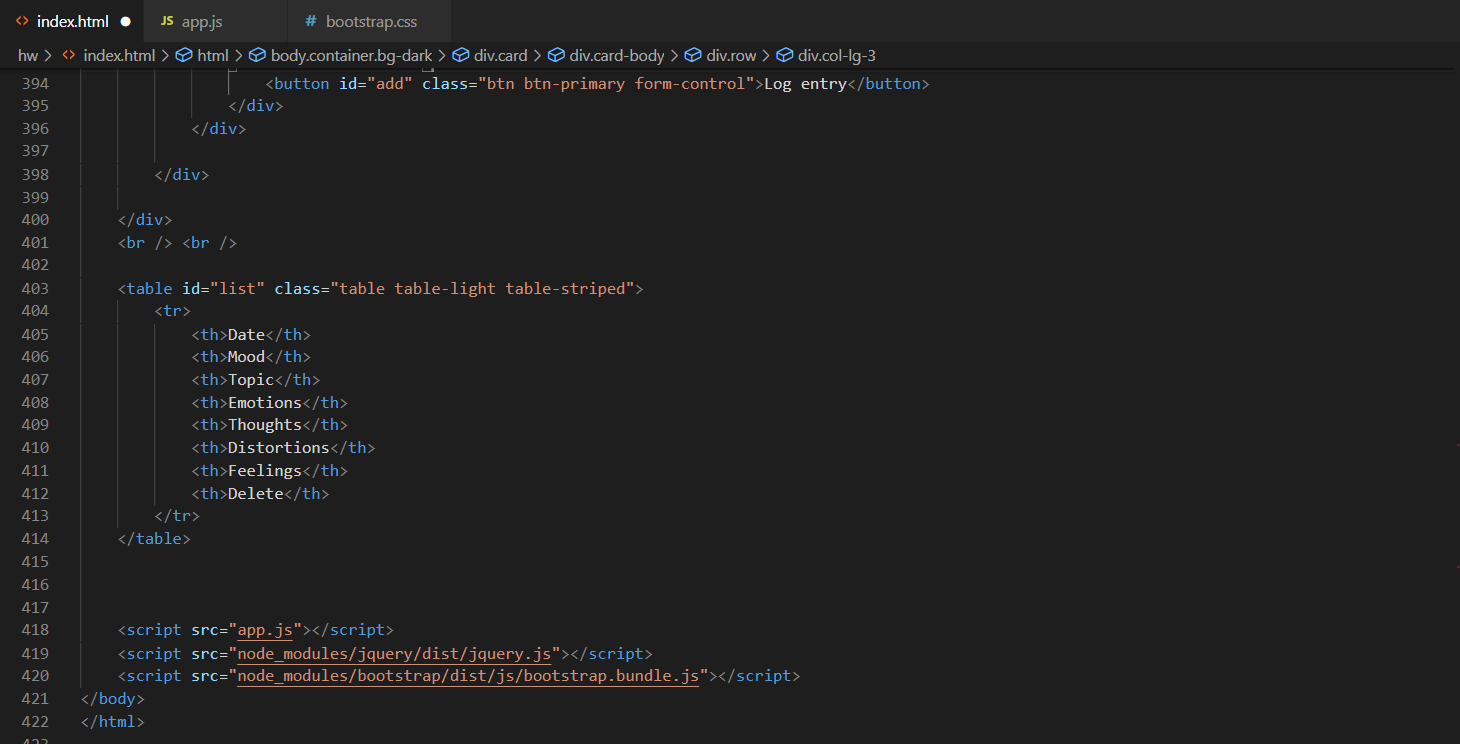 <> index.html ● JS app.js # bootstrap.css
hw > <> index.html > html > body.container.bg-dark > div.card > div.card-body > div.row > div.col-lg-3
394 <button id="add" class="btn btn-primary form-control">Log entry</button>
395 </div>
396 </div>
397
398 </div>
399
400 </div>
401 <br /> <br />
402
403 <table id="list" class="table table-light table-striped">
404 <tr>
405 <th>Date</th>
406 <th>Mood</th>
407 <th>Topic</th>
408 <th>Emotions</th>
409 <th>Thoughts</th>
410 <th>Distortions</th>
411 <th>Feelings</th>
412 <th>Delete</th>
413 </tr>
414 </table>
415
416
417
418 <script src="app.js"></script>
419 <script src="node_modules/jquery/dist/jquery.js"></script>
420 <script src="node_modules/bootstrap/dist/js/bootstrap.bundle.js"></script>
421 </body>
422 </html>